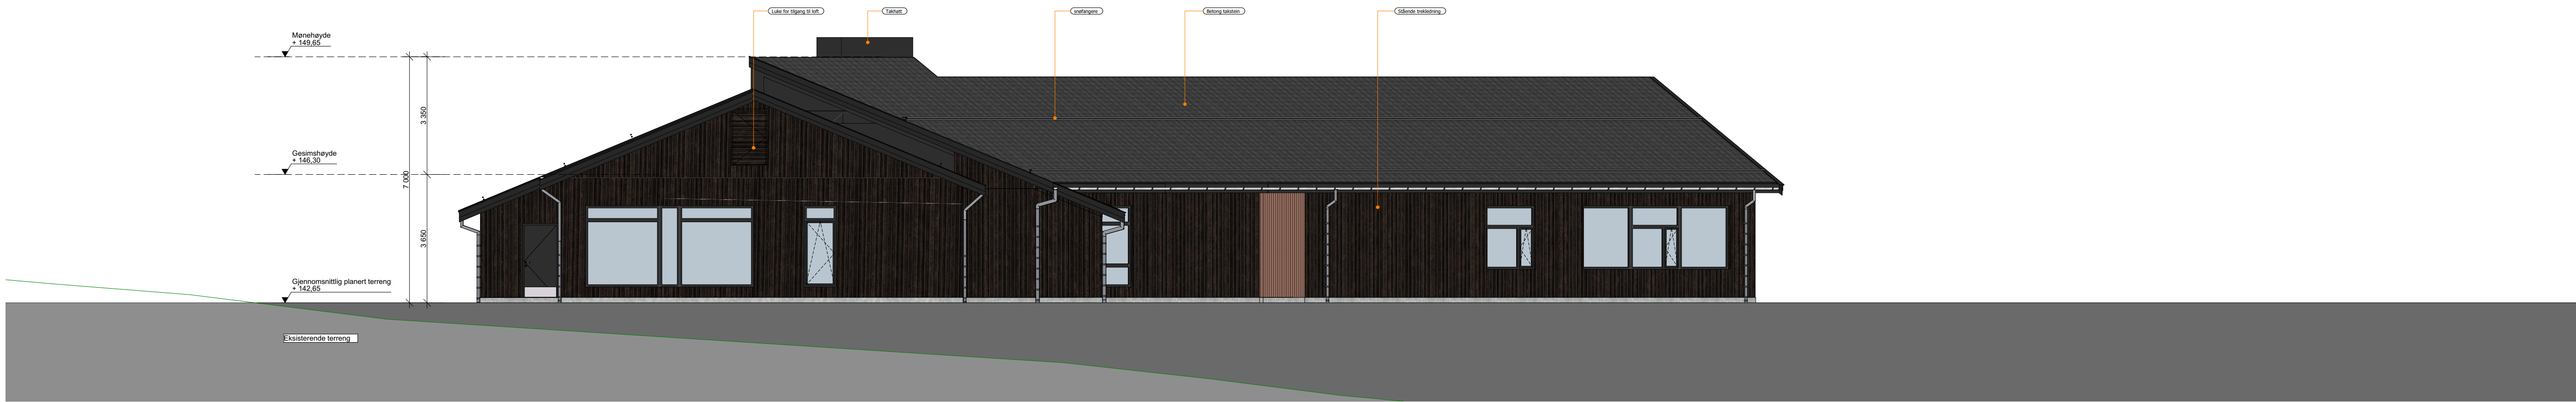 Luke for tilgang til loft
Takhatt
snøfangere
Betong takstein
Stående trekledning
Mønehøyde
+ 149,65
3 350
Gesimshøyde
+ 146,30
7 000
3 650
Gjennomsnittlig planert terreng
+ 142,65
Eksisterende terreng